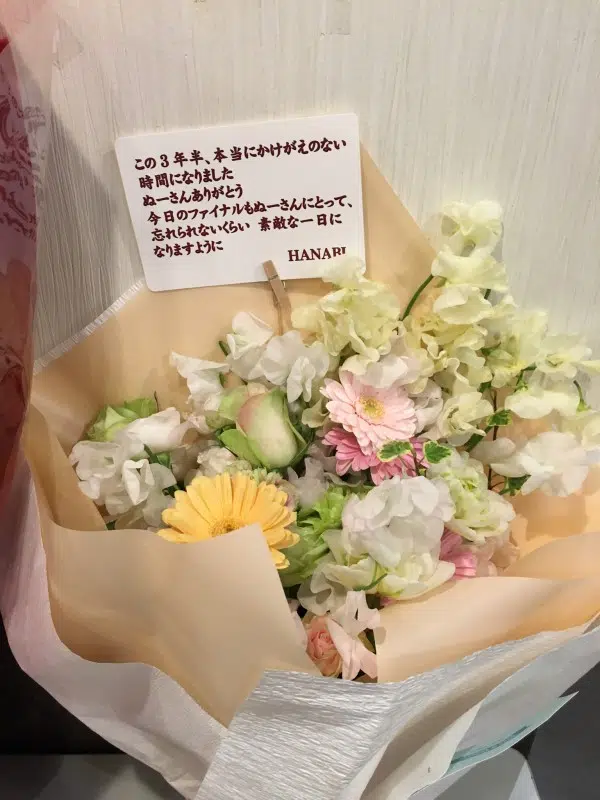 この3年半、本当にかけがえのない
時間になりました
ぬーさんありがとう
今日のファイナルもぬーさんにとって、
忘れられないくらい 素敵な一日に
なりますように
HANABI